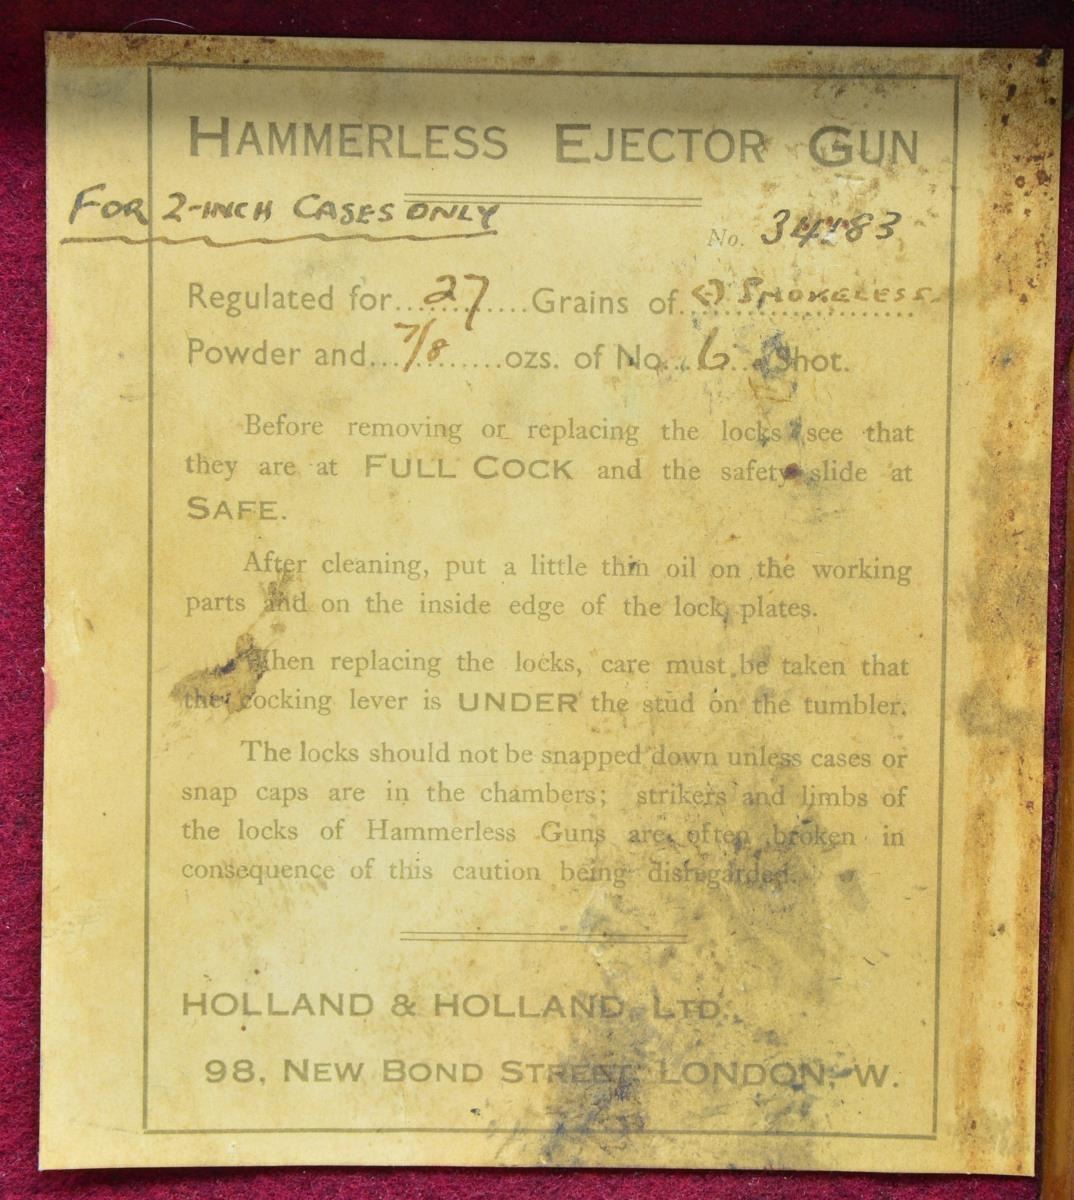 HAMMERLESS EJECTOR GUN
FOR 2-INCH CASES ONLY
No. 34183
Regulated for...27...Grains of (-) SMOKELESS.
Powder and...7/8...ozs. of No...6...Shot.
Before removing or replacing the locks see that
they are at FULL COCK and the safety slide at
SAFE.
After cleaning, put a little thin oil on the working
parts and on the inside edge of the lock plates.
When replacing the locks, care must be taken that
the cocking lever is UNDER the stud on the tumbler.
The locks should not be snapped down unless cases or
snap caps are in the chambers; strikers and limbs of
the locks of Hammerless Guns are often broken in
consequence of this caution being disregarded.
HOLLAND & HOLLAND, LTD.,
98, NEW BOND STREET, LONDON, W.